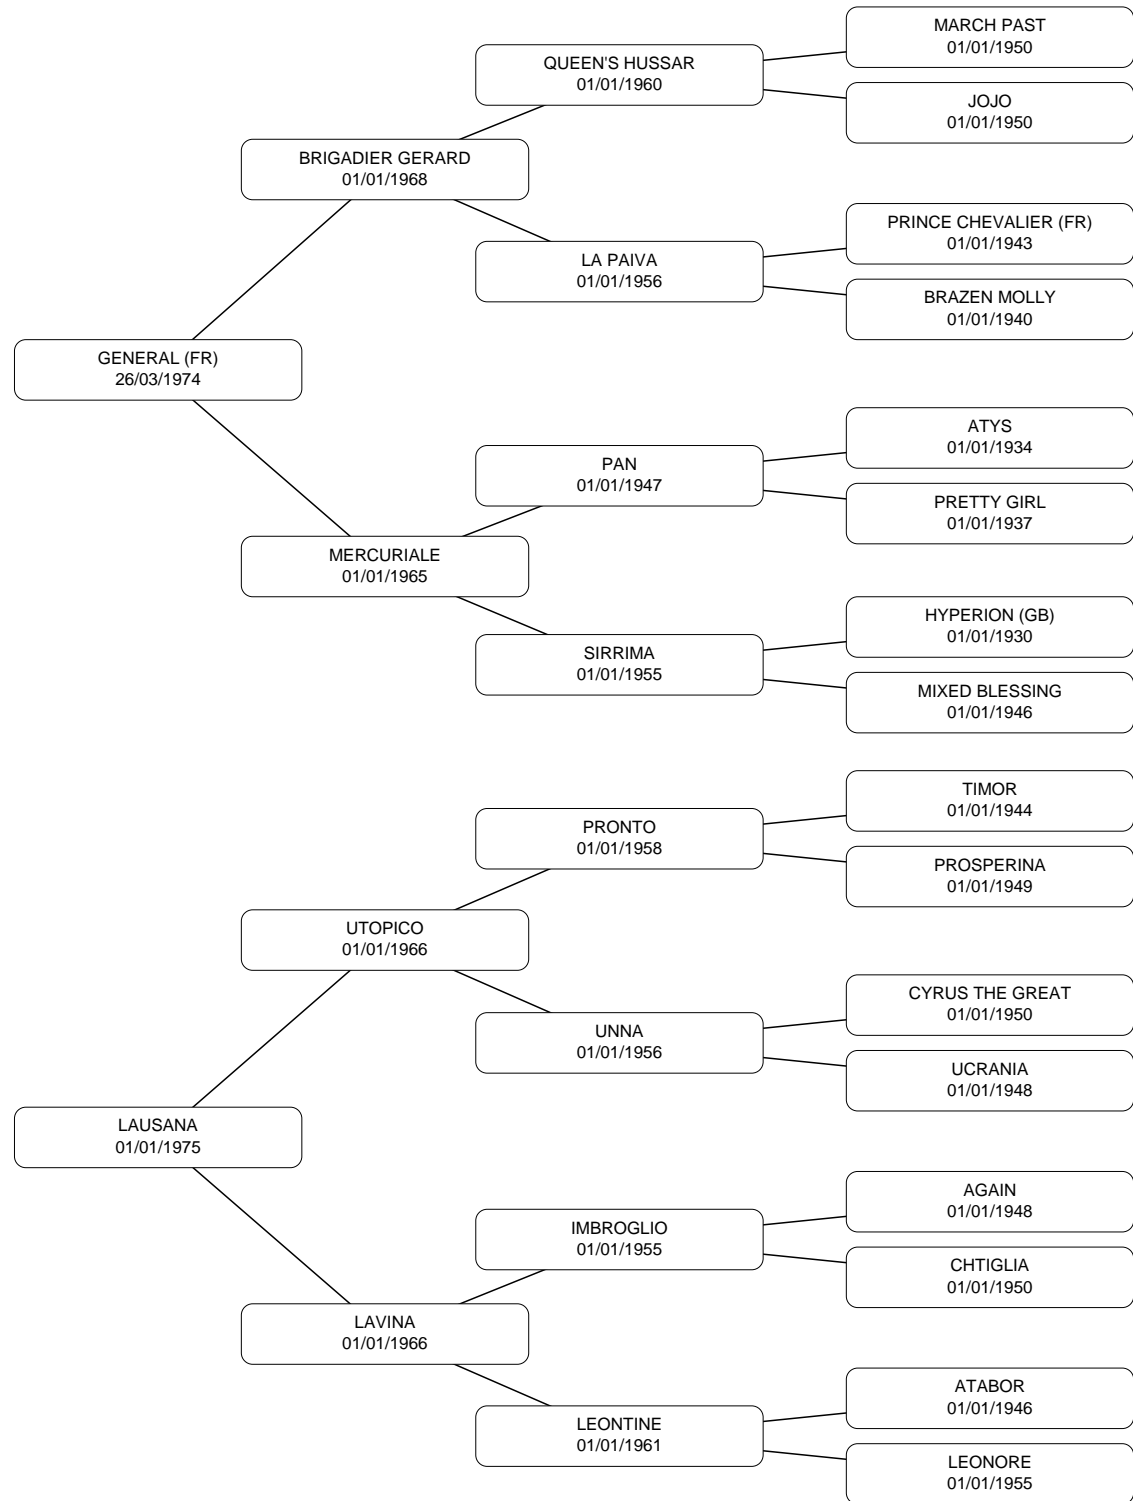 MARCH PAST
01/01/1950
QUEEN'S HUSSAR
01/01/1960
JOJO
01/01/1950
BRIGADIER GERARD
01/01/1968
PRINCE CHEVALIER (FR)
01/01/1943
LA PAIVA
01/01/1956
BRAZEN MOLLY
01/01/1940
GENERAL (FR)
26/03/1974
ATYS
01/01/1934
PAN
01/01/1947
PRETTY GIRL
01/01/1937
MERCURIALE
01/01/1965
HYPERION (GB)
01/01/1930
SIRRIMA
01/01/1955
MIXED BLESSING
01/01/1946
TIMOR
01/01/1944
PRONTO
01/01/1958
PROSPERINA
01/01/1949
UTOPICO
01/01/1966
CYRUS THE GREAT
01/01/1950
UNNA
01/01/1956
UCRANIA
01/01/1948
LAUSANA
01/01/1975
AGAIN
01/01/1948
IMBROGLIO
01/01/1955
CHTIGLIA
01/01/1950
LAVINA
01/01/1966
ATABOR
01/01/1946
LEONTINE
01/01/1961
LEONORE
01/01/1955